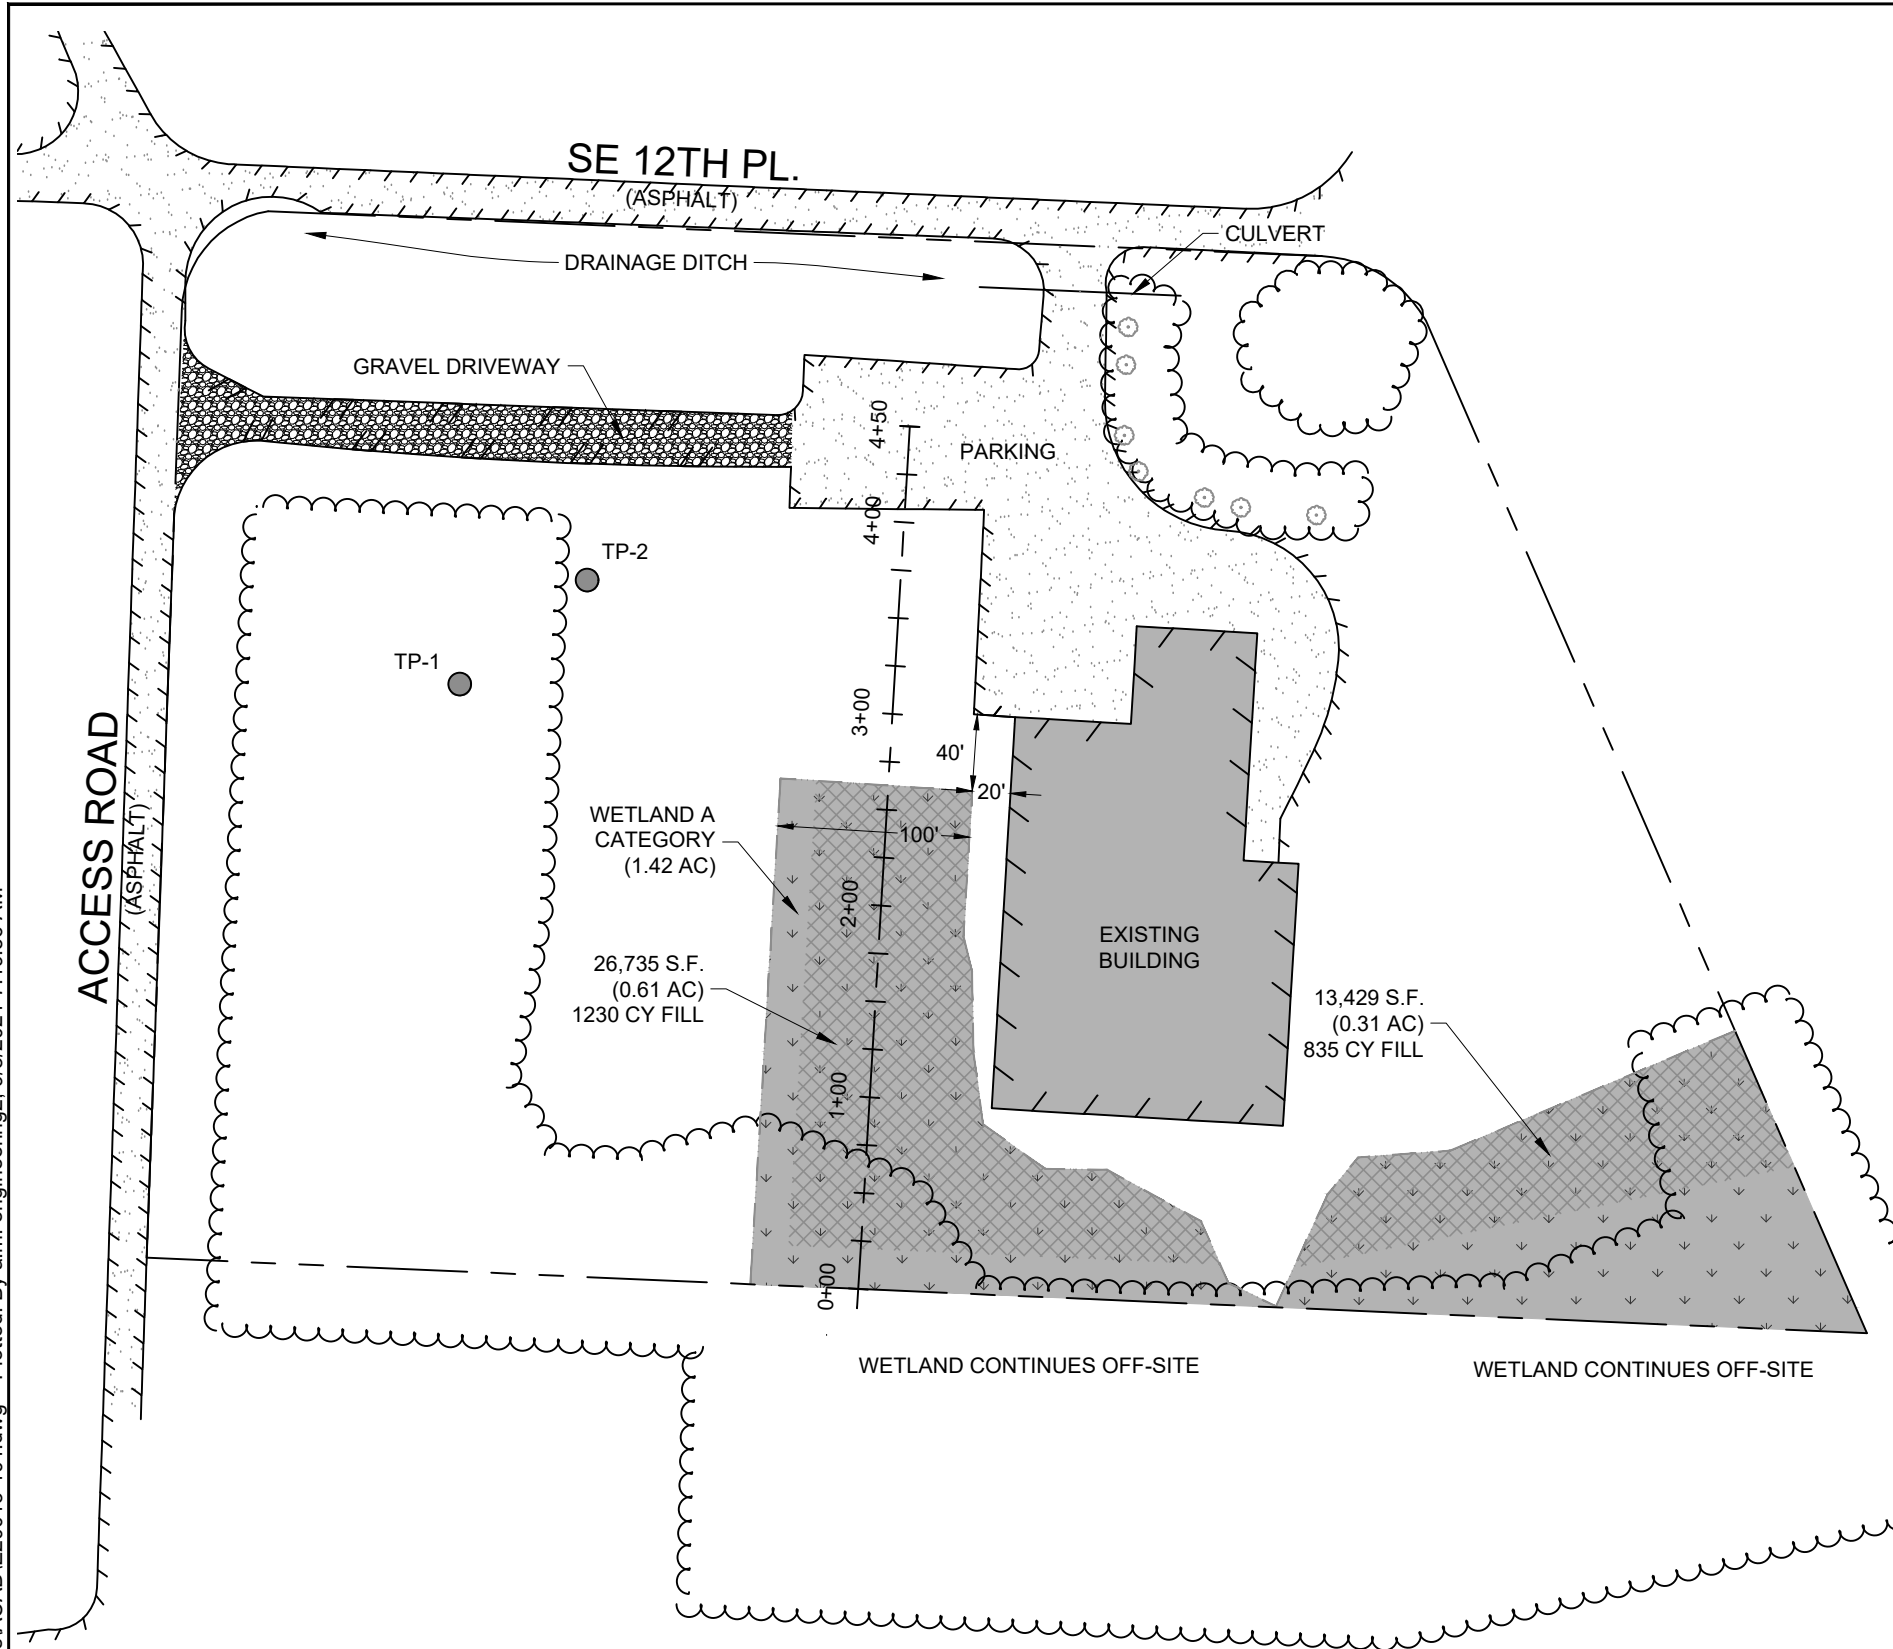 SE 12TH PL.
(ASPHALT)
CULVERT
DRAINAGE DITCH
GRAVEL DRIVEWAY
4+50
PARKING
4+00
TP-2
TP-1
3+00
40'
20'
ACCESS ROAD
(ASPHALT)
WETLAND A
CATEGORY
(1.42 AC)
100'
2+00
EXISTING
BUILDING
26,735 S.F.
(0.61 AC)
1230 CY FILL
13,429 S.F.
(0.31 AC)
835 CY FILL
1+00
0+00
WETLAND CONTINUES OFF-SITE
WETLAND CONTINUES OFF-SITE